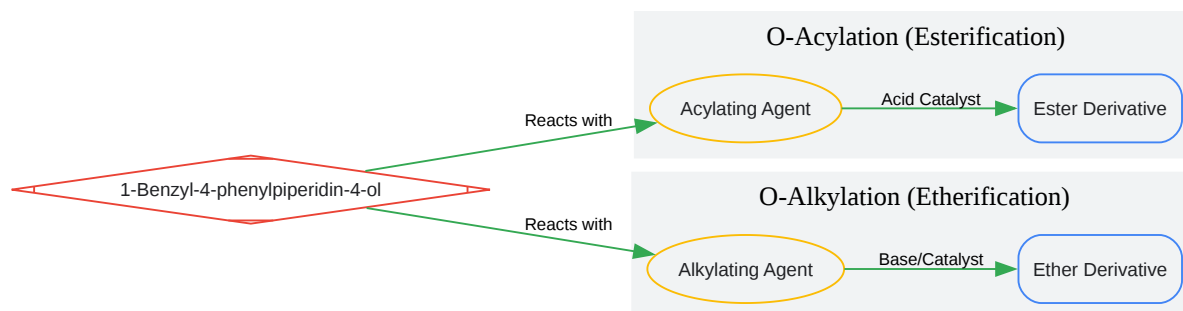 O-Acylation (Esterification)
Acylating Agent
Acid Catalyst
Ester Derivative
Reacts with
1-Benzyl-4-phenylpiperidin-4-ol
Reacts with
O-Alkylation (Etherification)
Alkylating Agent
Base/Catalyst
Ether Derivative